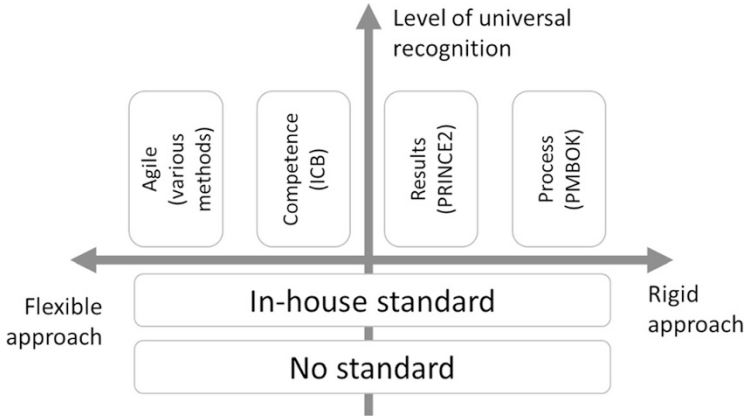 Level of universal
recognition
Agile
(various
methods)
Competence
(ICB)
Results
(PRINCE2)
Process
(PMBOK)
Flexible
approach
In-house standard
Rigid
approach
No standard